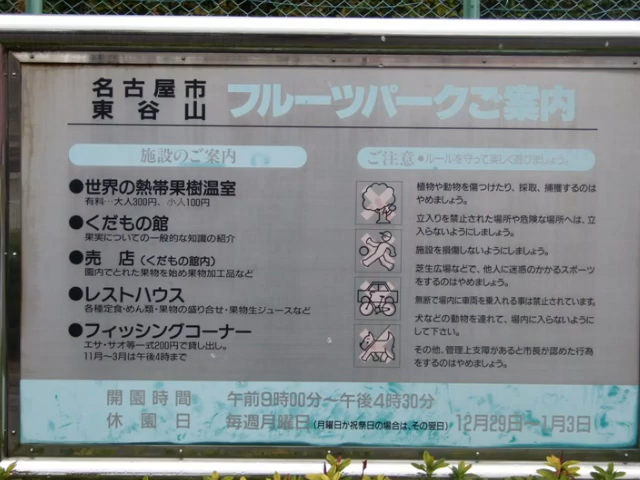 名古屋市
東谷山
フルーツパークご案内
施設のご案内
●世界の熱帯果樹温室
有料…大人300円、小人100円
●くだもの館
果実についての一般的な知識の紹介
●売 店(くだもの館内)
園内でとれた果物を始め果物加工品など
●レストハウス
各種定食・めん類・果物の盛り合せ・果物生ジュースなど
●フィッシングコーナー
エサ・サオ等一式200円で貸し出し。
11月~3月は午後4時まで
ご注意 ●ルールを守って楽しく遊びましょう。
植物や動物を傷つけたり、採取、捕獲するのは
やめましょう。
立入りを禁止された場所や危険な場所へは、立
入らないようにしましょう。
施設を損傷しないようにしましょう。
芝生広場などで、他人に迷惑のかかるスポーツ
をするのはやめましょう。
無断で場内に車両を乗入れる事は禁止されています。
犬などの動物を連れて、場内に入らないように
して下さい。
その他、管理上支障があると市長が認めた行為
をするのはやめましょう。
開園時間 午前9時00分~午後4時30分
休園日 毎週月曜日(月曜日が祝祭日の場合は、その翌日) 12月29日~1月3日